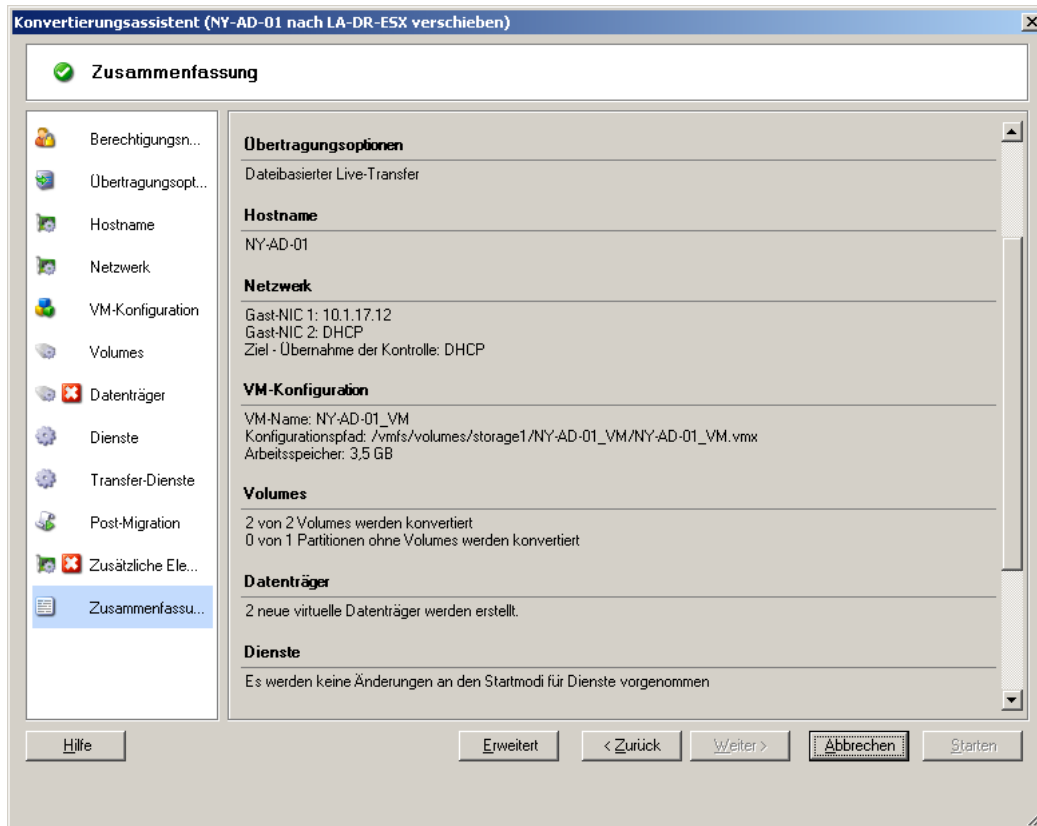 Konvertierungsassistent (NY-AD-01 nach LA-DR-ESX verschieben)
Zusammenfassung
Berechtigungsn...
Übertragungsopt...
Hostname
Netzwerk
VM-Konfiguration
Volumes
Datenträger
Dienste
Transfer-Dienste
Post-Migration
Zusätzliche Ele...
Zusammenfassu...
Übertragungsoptionen
Dateibasierter Live-Transfer
Hostname
NY-AD-01
Netzwerk
Gast-NIC 1: 10.1.17.12
Gast-NIC 2: DHCP
Ziel - Übernahme der Kontrolle: DHCP
VM-Konfiguration
VM-Name: NY-AD-01_VM
Konfigurationspfad: /vmfs/volumes/storage1/NY-AD-01_VM/NY-AD-01_VM.vmx
Arbeitsspeicher: 3,5 GB
Volumes
2 von 2 Volumes werden konvertiert
0 von 1 Partitionen ohne Volumes werden konvertiert
Datenträger
2 neue virtuelle Datenträger werden erstellt.
Dienste
Es werden keine Änderungen an den Startmodi für Dienste vorgenommen
Hilfe
Erweitert
< Zurück
Weiter >
Abbrechen
Starten